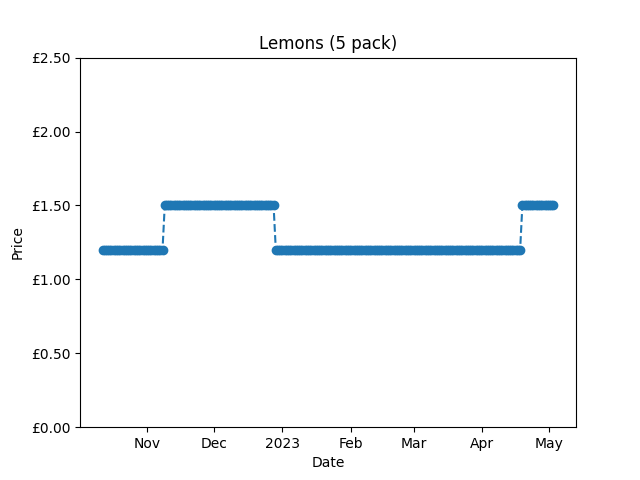 Lemons (5 pack)
£2.50
£2.00
£1.50
£1.00
£0.50
£0.00
Price
Nov Dec 2023 Feb Mar Apr May
Date